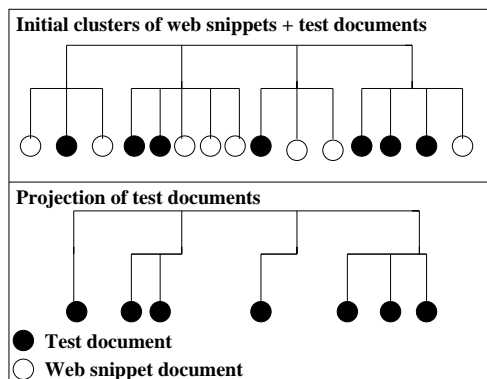 Initial clusters of web snippets + test documents
Projection of test documents
Test document
Web snippet document